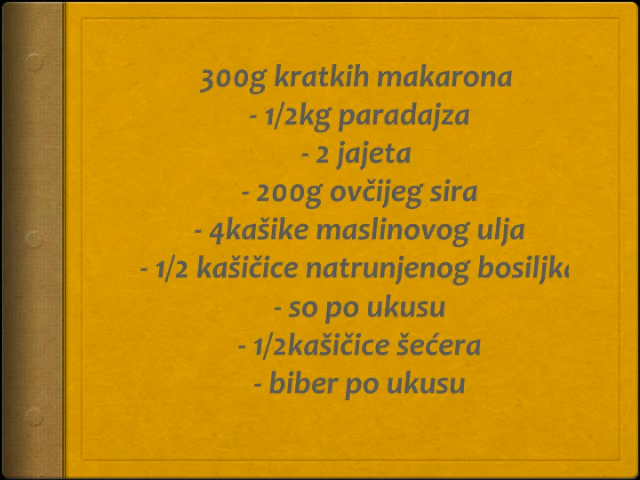 300g kratkih makarona
- 1/2kg paradajza
- 2 jajeta
- 200g ovčijeg sira
- 4kašike maslinovog ulja
- 1/2 kašičice natrunjenog bosiljka
- so po ukusu
- 1/2kašičice šećera
- biber po ukusu